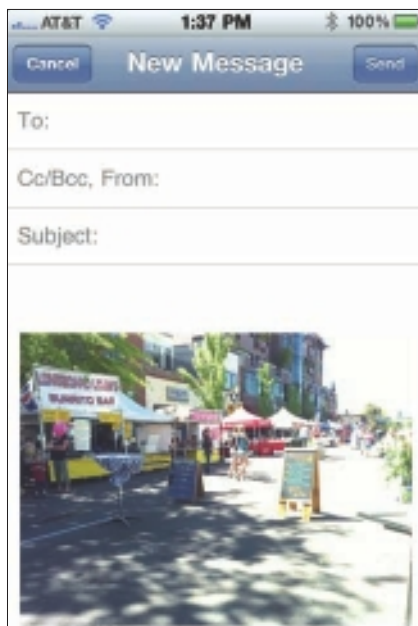 AT&T 1:37 PM 100%
Cancel New Message Send
To:
Cc/Bcc, From:
Subject:
BURRITO BAR